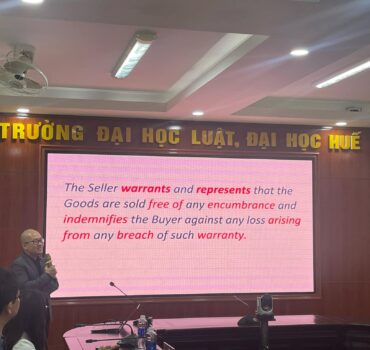 TRƯỜNG ĐẠI HỌC LUẬT, ĐẠI HỌC HUẾ
The Seller warrants and represents that the
Goods are sold free of any encumbrance and
indemnifies the Buyer against any loss arising
from any breach of such warranty.